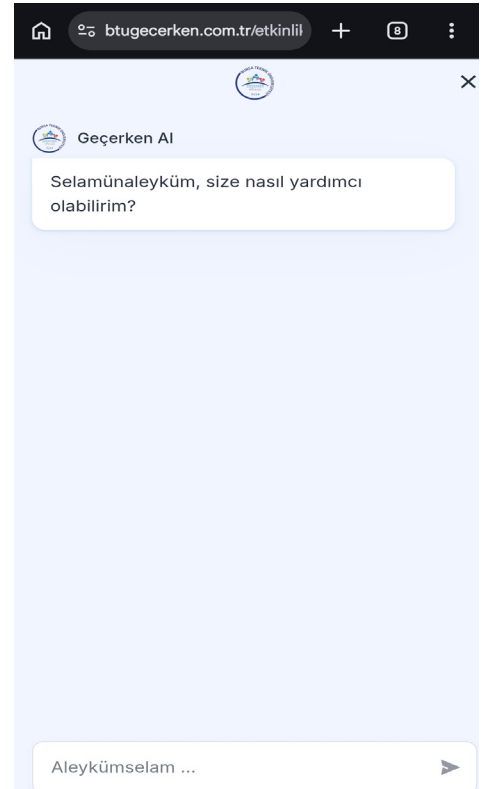 btugecerken.com.tr/etkinlil
8
Geçerken AI
Selamünaleyküm, size nasıl yardımcı
olabilirim?
Aleykümselam ...